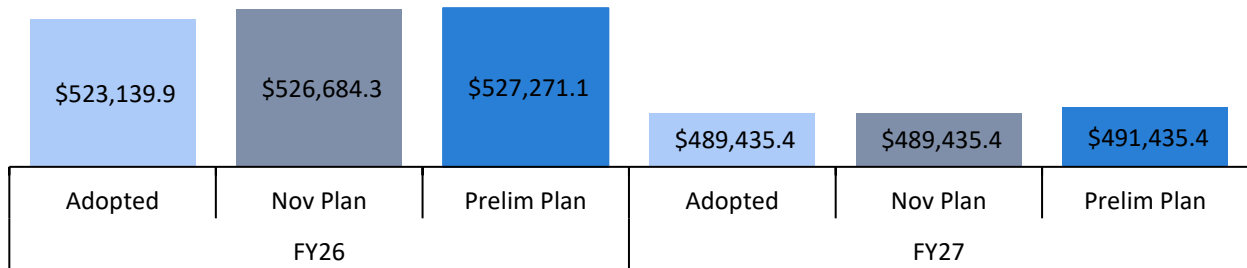 $523,139.9 $526,684.3 $527,271.1
$489,435.4 $489,435.4 $491,435.4
Adopted Nov Plan Prelim Plan Adopted Nov Plan Prelim Plan
FY26 FY27